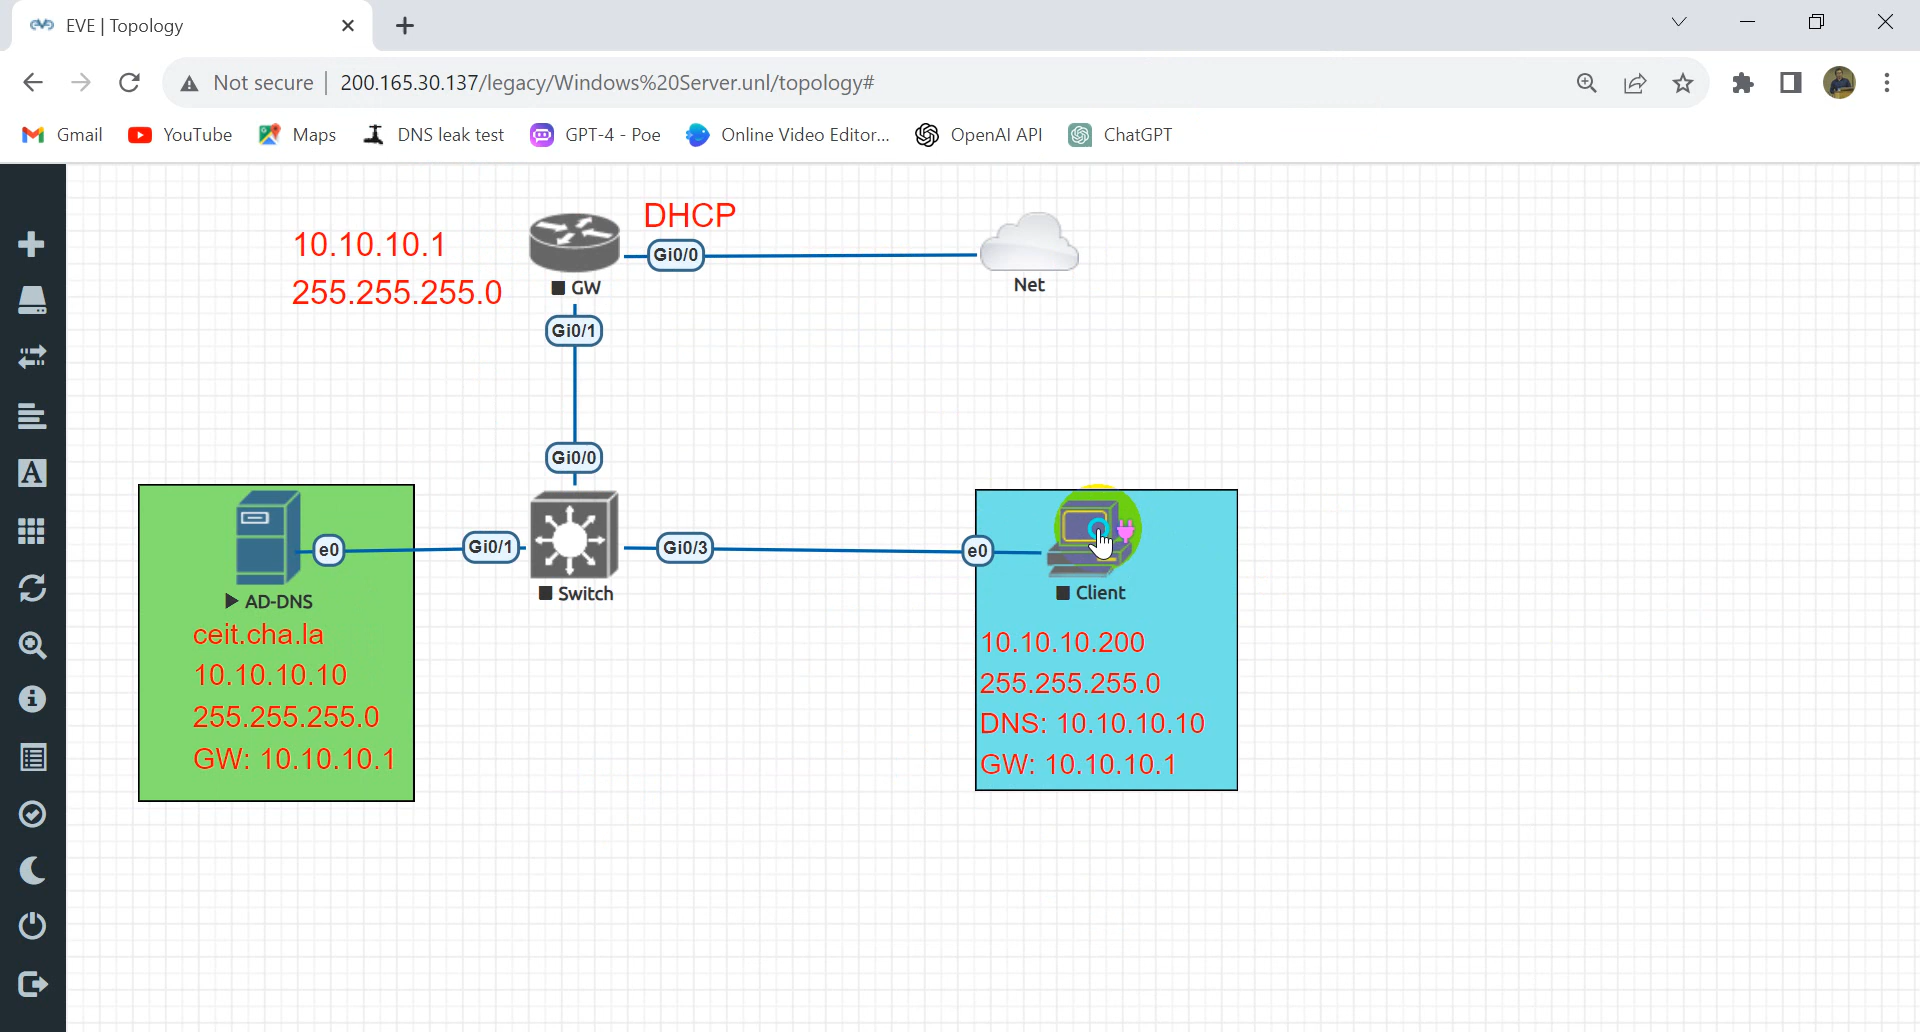 EVE | Topology
Not secure
200.165.30.137/legacy/Windows%20Server.unl/topology#
Gmail
YouTube
Maps
DNS leak test
GPT-4 - Poe
Online Video Editor...
OpenAI API
ChatGPT
DHCP
10.10.10.1
255.255.255.0
Gi0/0
GW
Net
Gi0/1
Gi0/0
e0
Gi0/1
Gi0/3
e0
AD-DNS
Switch
Client
ceit.cha.la
10.10.10.10
255.255.255.0
GW: 10.10.10.1
10.10.10.200
255.255.255.0
DNS: 10.10.10.10
GW: 10.10.10.1